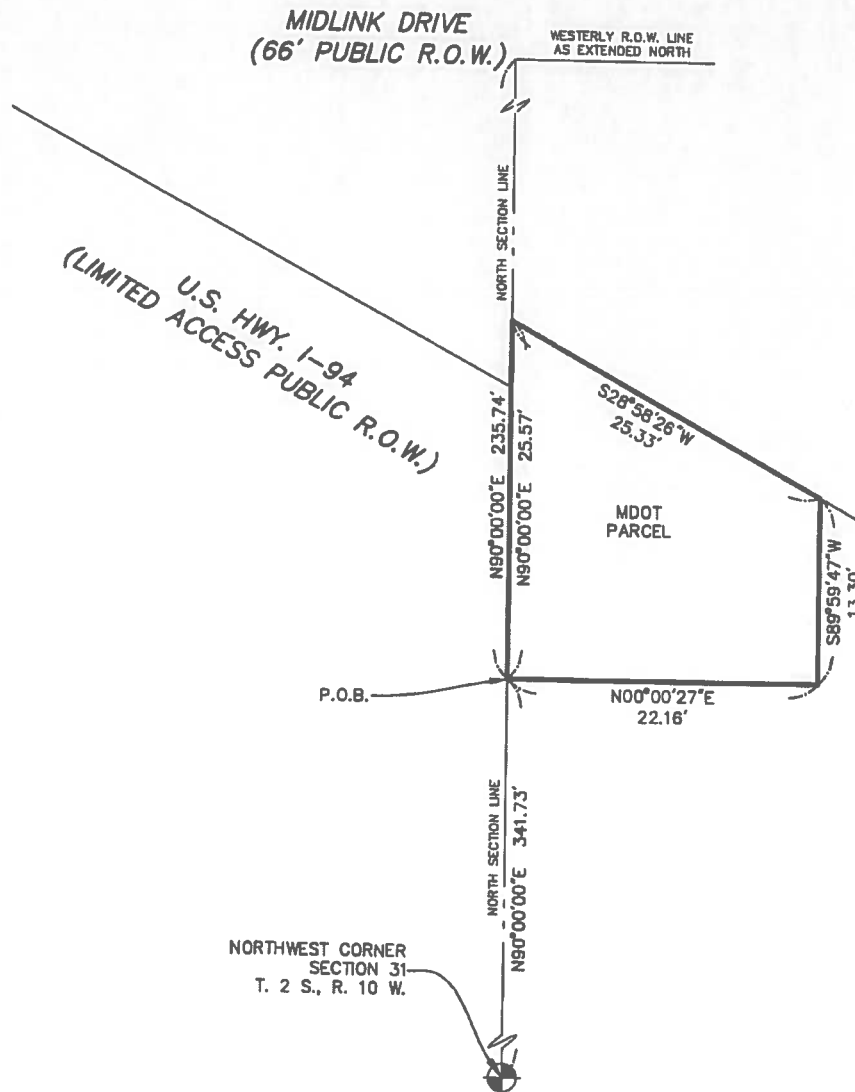 MIDLINK DRIVE
(66' PUBLIC R.O.W.)
WESTERLY R.O.W. LINE
AS EXTENDED NORTH
NORTH SECTION LINE
U.S. HWY. I-94
(LIMITED ACCESS PUBLIC R.O.W.)
N90°00'00"E 235.74'
N90°00'00"E 25.57'
S28°58'26"W
25.33'
MDOT
PARCEL
S89°59'47"W
P.O.B.
N00°00'27"E
22.16'
NORTH SECTION LINE
N90°00'00"E 341.73'
NORTHWEST CORNER
SECTION 31
T. 2 S., R. 10 W.